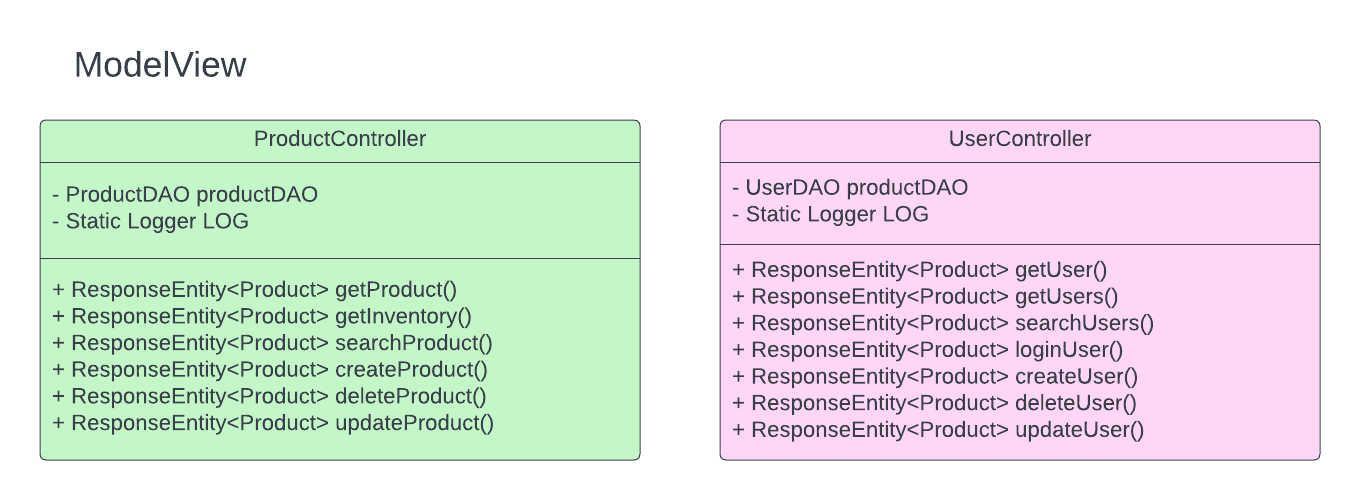 ModelView
ProductController
- ProductDAO productDAO
- Static Logger LOG
+ ResponseEntity<Product> getProduct()
+ ResponseEntity<Product> getInventory()
+ ResponseEntity<Product> searchProduct()
+ ResponseEntity<Product> createProduct()
+ ResponseEntity<Product> deleteProduct()
+ ResponseEntity<Product> updateProduct()
UserController
- UserDAO productDAO
- Static Logger LOG
+ ResponseEntity<Product> getUser()
+ ResponseEntity<Product> getUsers()
+ ResponseEntity<Product> searchUsers()
+ ResponseEntity<Product> loginUser()
+ ResponseEntity<Product> createUser()
+ ResponseEntity<Product> deleteUser()
+ ResponseEntity<Product> updateUser()